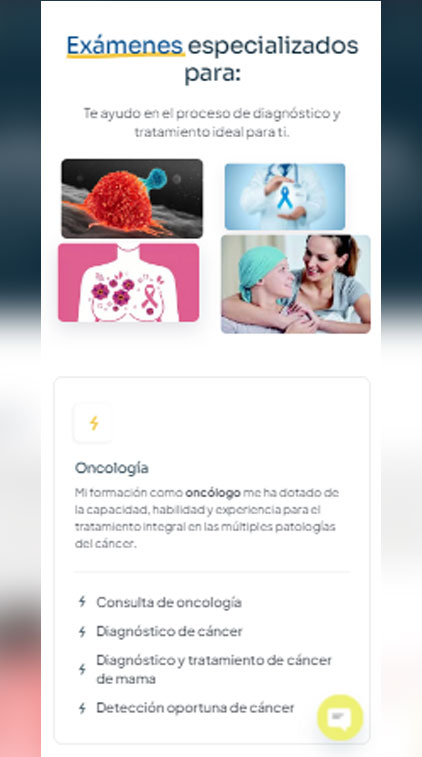 Exámenes especializados
para:
Te ayudo en el proceso de diagnóstico y
tratamiento ideal para ti.
Oncología
Mi formación como oncólogo me ha dotado de
la capacidad, habilidad y experiencia para el
tratamiento integral en las múltiples patologías
del cáncer.
Consulta de oncología
Diagnóstico de cáncer
Diagnóstico y tratamiento de cáncer
de mama
Detección oportuna de cáncer